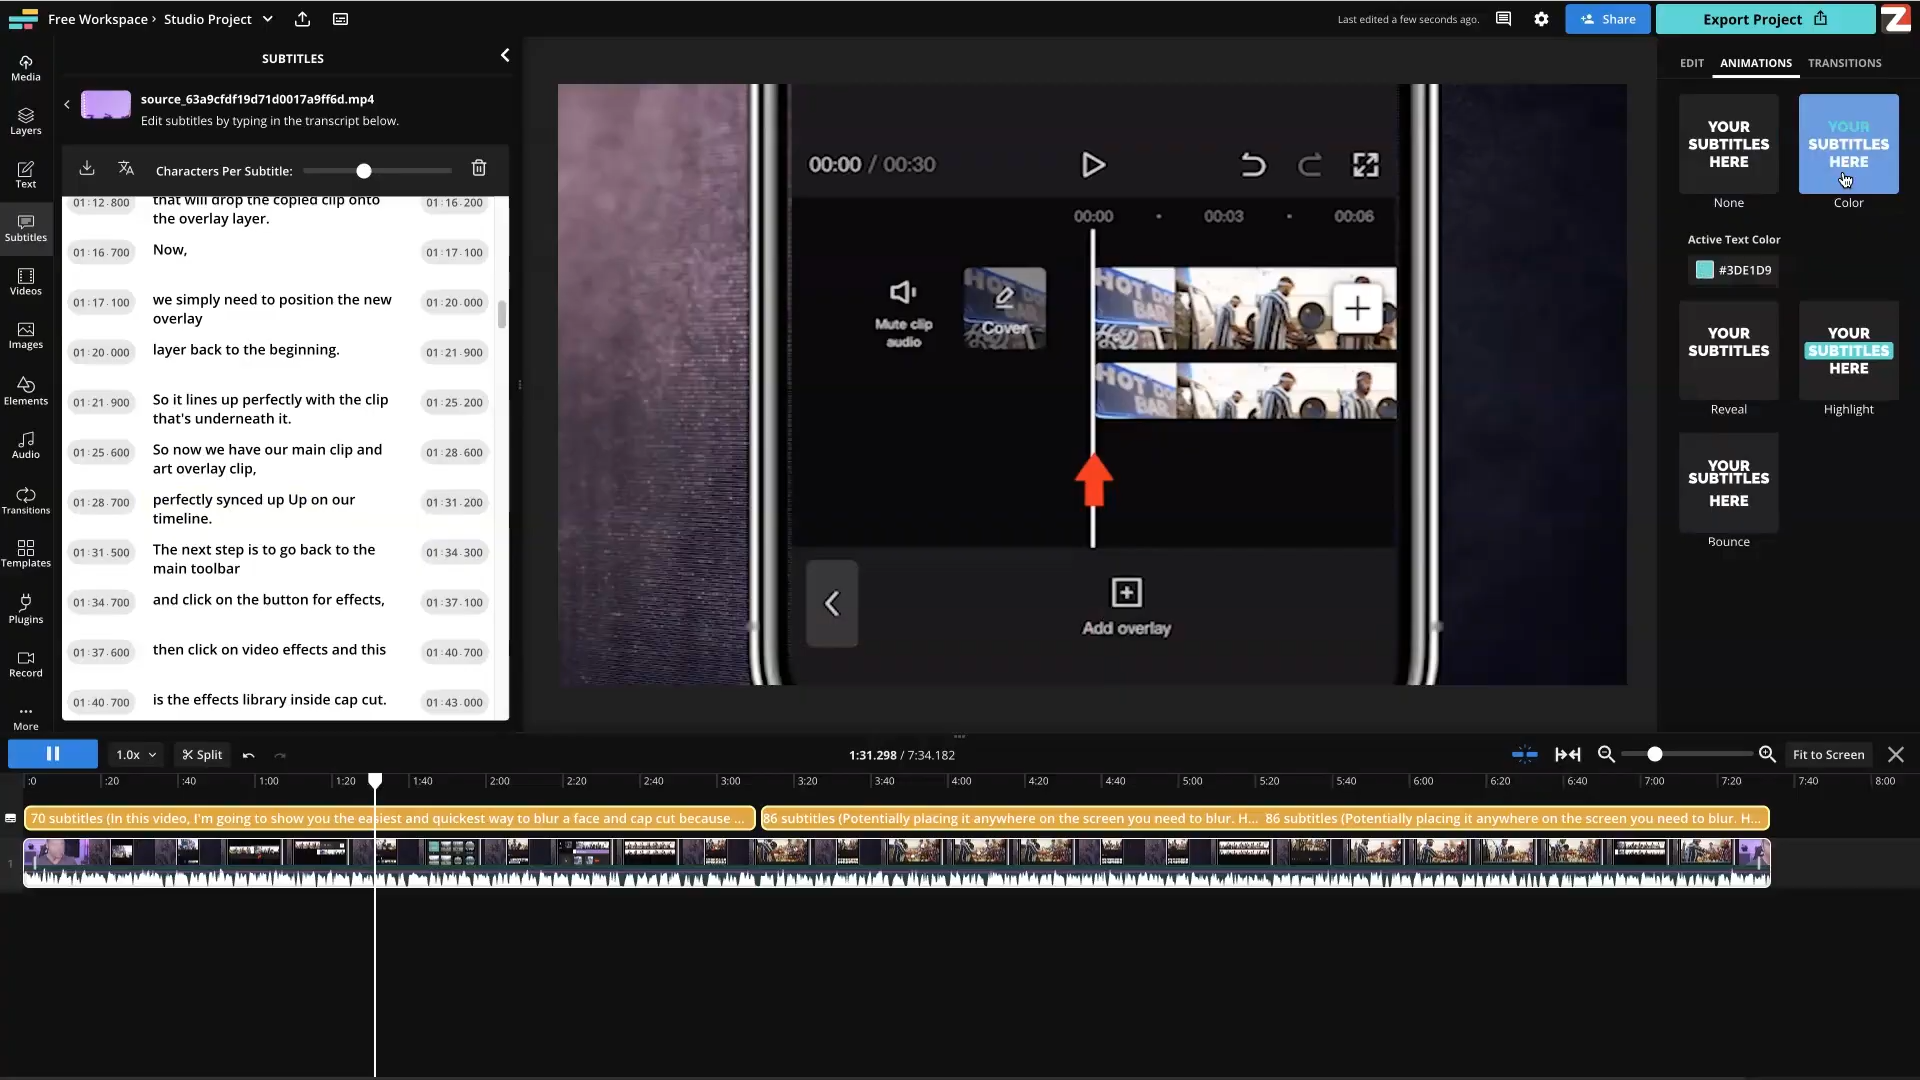 Free Workspace› Studio Project
Last edited a few seconds ago.
Share
Export Project
Media
Layers
Text
Subtitles
Videos
Images
Elements
Audio
Transitions
Templates
Plugins
Record
More
SUBTITLES
source_63a9cfdf19d71d0017a9ff6d.mp4
Edit subtitles by typing in the transcript below.
Characters Per Subtitle:
01:12.800 that will drop the copied clip onto 01:16.200
the overlay layer.
01:16.700 Now, 01:17.100
01:17.100 we simply need to position the new 01:20.000
overlay
01:20.000 layer back to the beginning. 01:21.900
01:21.900 So it lines up perfectly with the clip 01:25.200
that's underneath it.
01:25.600 So now we have our main clip and 01:28.600
art overlay clip,
01:28.700 perfectly synced up Up on our 01:31.200
timeline.
01:31.500 The next step is to go back to the 01:34.300
main toolbar
01:34.700 and click on the button for effects, 01:37.100
01:37.600 then click on video effects and this 01:40.700
01:40.700 is the effects library inside cap cut. 01:43.000
00:00 / 00:30
00:00 · 00:03 · 00:06
Mute clip
audio
Cover
HOT DO
BAR
HOT DO
BAR
Add overlay
EDIT ANIMATIONS TRANSITIONS
YOUR
SUBTITLES
HERE
None
YOUR
SUBTITLES
HERE
Color
Active Text Color
#3DE1D9
YOUR
SUBTITLES
Reveal
YOUR
SUBTITLES
HERE
Highlight
YOUR
SUBTITLES
HERE
Bounce
1.0x
Split
1:31.298 / 7:34.182
Fit to Screen
:0 :20 :40 1:00 1:20 1:40 2:00 2:20 2:40 3:00 3:20 3:40 4:00 4:20 4:40 5:00 5:20 5:40 6:00 6:20 6:40 7:00 7:20 7:40 8:00
70 subtitles (In this video, I'm going to show you the easiest and quickest way to blur a face and cap cut because ...
86 subtitles (Potentially placing it anywhere on the screen you need to blur. H... 86 subtitles (Potentially placing it anywhere on the screen you need to blur. H...
1